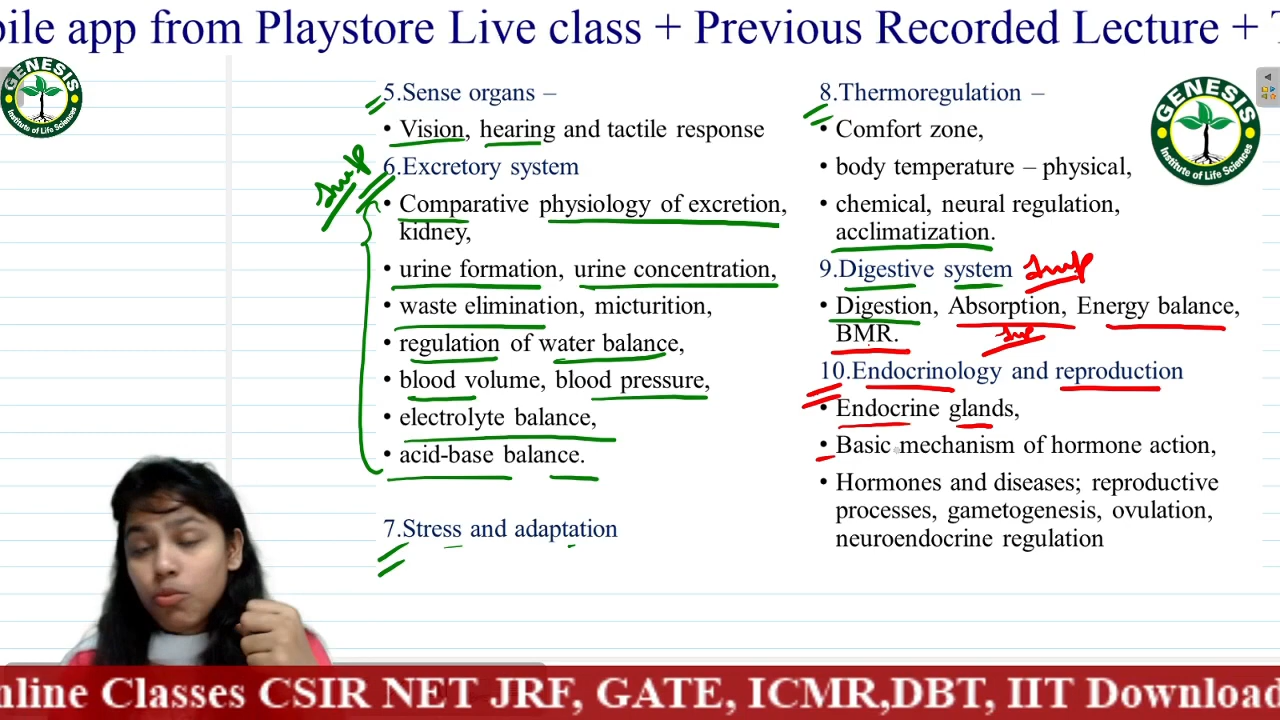 bile app from Playstore Live class + Previous Recorded Lecture +
GENESIS
Institute of Life Sciences
5.Sense organs –
• Vision, hearing and tactile response
Imp
6.Excretory system
• Comparative physiology of excretion,
kidney,
• urine formation, urine concentration,
• waste elimination, micturition,
• regulation of water balance,
• blood volume, blood pressure,
• electrolyte balance,
• acid-base balance.
7.Stress and adaptation
8.Thermoregulation –
• Comfort zone,
• body temperature – physical,
• chemical, neural regulation,
acclimatization.
9.Digestive system Imp
• Digestion, Absorption, Energy balance,
BMR. Imp
10.Endocrinology and reproduction
• Endocrine glands,
• Basic mechanism of hormone action,
• Hormones and diseases; reproductive
processes, gametogenesis, ovulation,
neuroendocrine regulation
GENESIS
Institute of Life Sciences
nline Classes CSIR NET JRF, GATE, ICMR,DBT, IIT Download